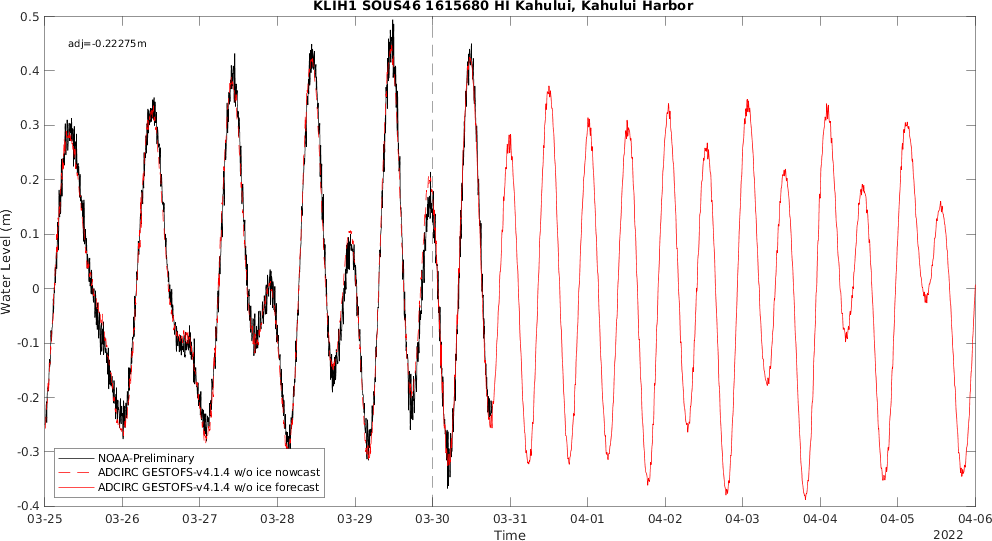 KLIH1 SOUS46 1615680 HI Kahului, Kahului Harbor
adj=-0.22275m
0.5
0.4
0.3
0.2
0.1
0
-0.1
-0.2
-0.3
-0.4
Water Level (m)
NOAA-Preliminary
ADCIRC GESTOFS-v4.1.4 w/o ice nowcast
ADCIRC GESTOFS-v4.1.4 w/o ice forecast
03-25 03-26 03-27 03-28 03-29 03-30 03-31 04-01 04-02 04-03 04-04 04-05 04-06
Time
2022